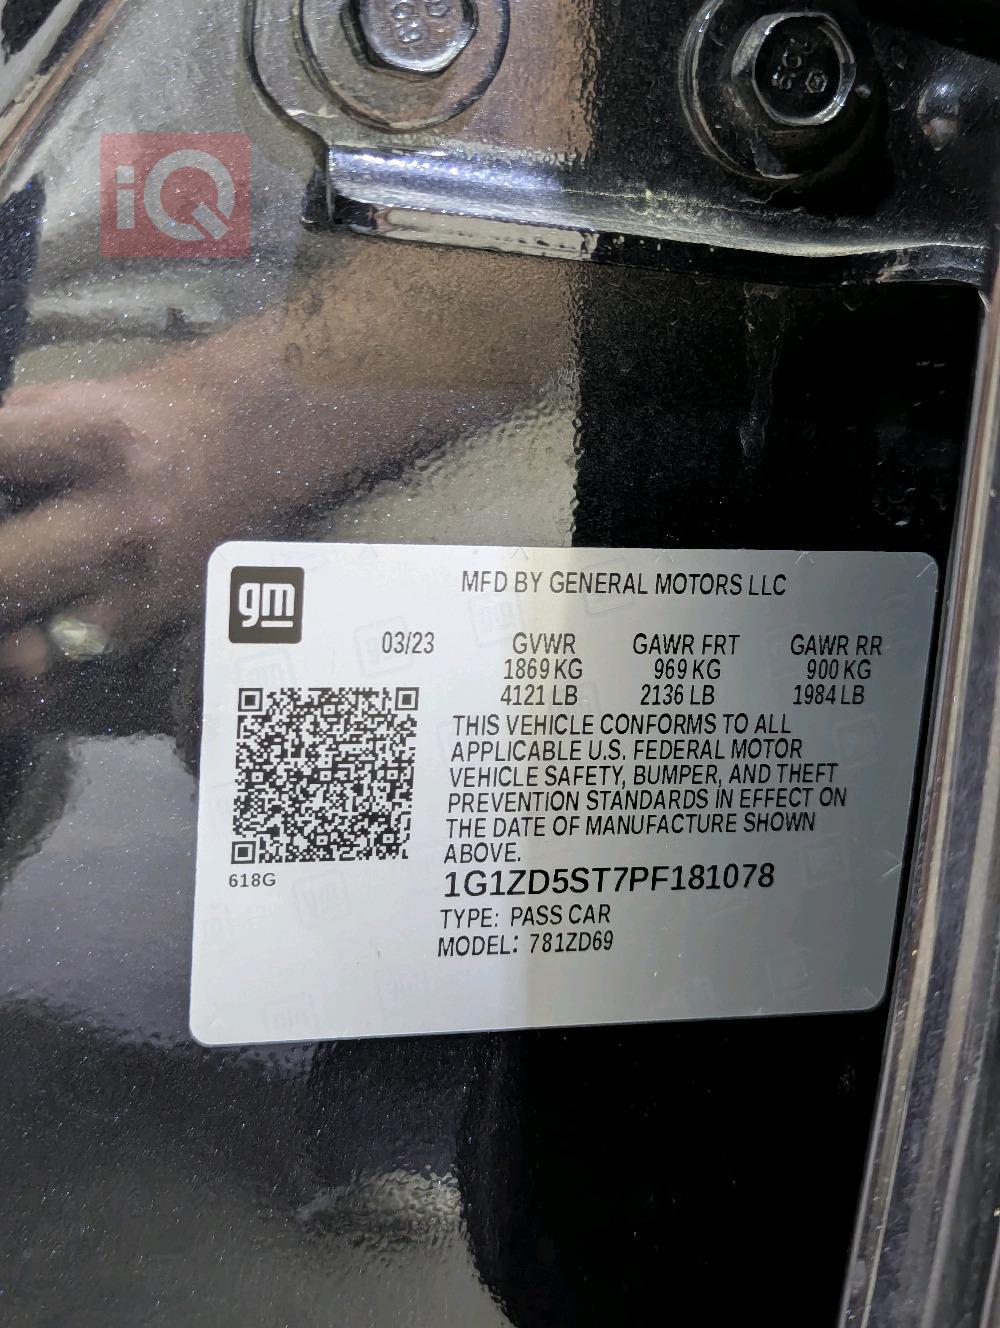 iQ
gm
MFD BY GENERAL MOTORS LLC
03/23 GVWR GAWR FRT GAWR RR
1869 KG 969 KG 900 KG
4121 LB 2136 LB 1984 LB
THIS VEHICLE CONFORMS TO ALL
APPLICABLE U.S. FEDERAL MOTOR
VEHICLE SAFETY, BUMPER, AND THEFT
PREVENTION STANDARDS IN EFFECT ON
THE DATE OF MANUFACTURE SHOWN
ABOVE.
618G
1G1ZD5ST7PF181078
TYPE: PASS CAR
MODEL: 781ZD69